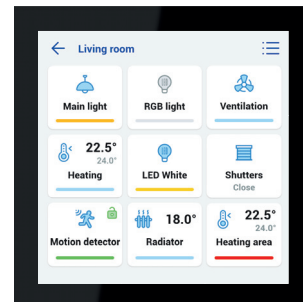 Living room
Main light
RGB light
Ventilation
22.5°
24.0°
Heating
LED White
Shutters
Close
Motion detector
18.0°
Radiator
22.5°
24.0°
Heating area